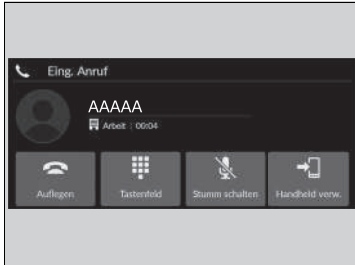 Eing. Anruf
AAAAA
Arbeit | 00:04
Auflegen
Tastenfeld
Stumm schalten
Handheld verw.